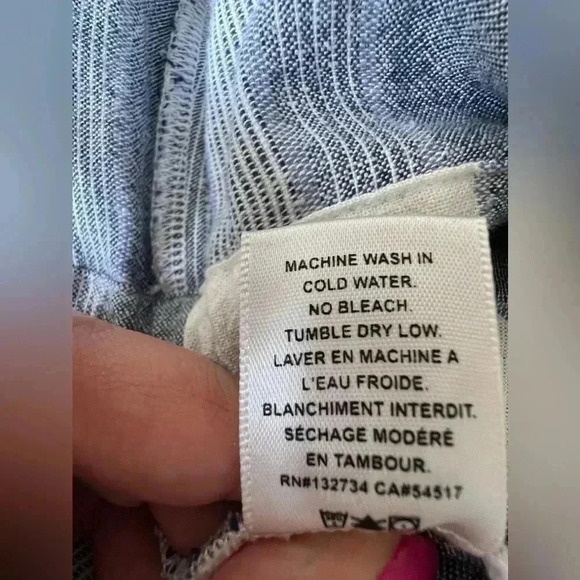 MACHINE WASH IN
COLD WATER.
NO BLEACH.
TUMBLE DRY LOW.
LAVER EN MACHINE A
L'EAU FROIDE.
BLANCHIMENT INTERDIT.
SÉCHAGE MODÉRÉ
EN TAMBOUR.
RN#132734 CA#54517